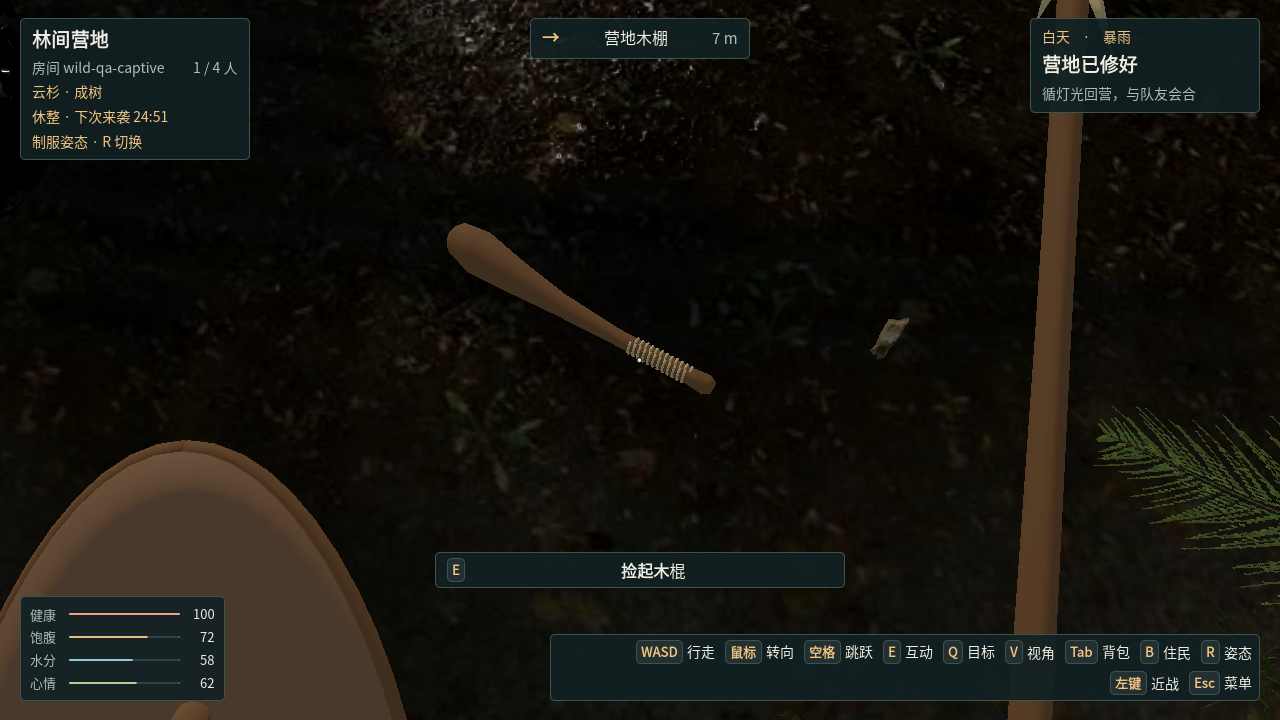 林间营地
房间 wild-qa-captive 1 / 4 人
云杉 · 成树
休整 · 下次来袭 24:51
制服姿态 · R 切换
→ 营地木棚 7 m
白天 · 暴雨
营地已修好
循灯光回营，与队友会合
E 捡起木棍
健康 100
饱腹 72
水分 58
心情 62
WASD 行走 鼠标 转向 空格 跳跃 E 互动 Q 目标 V 视角 Tab 背包 B 住民 R 姿态
左键 近战 Esc 菜单